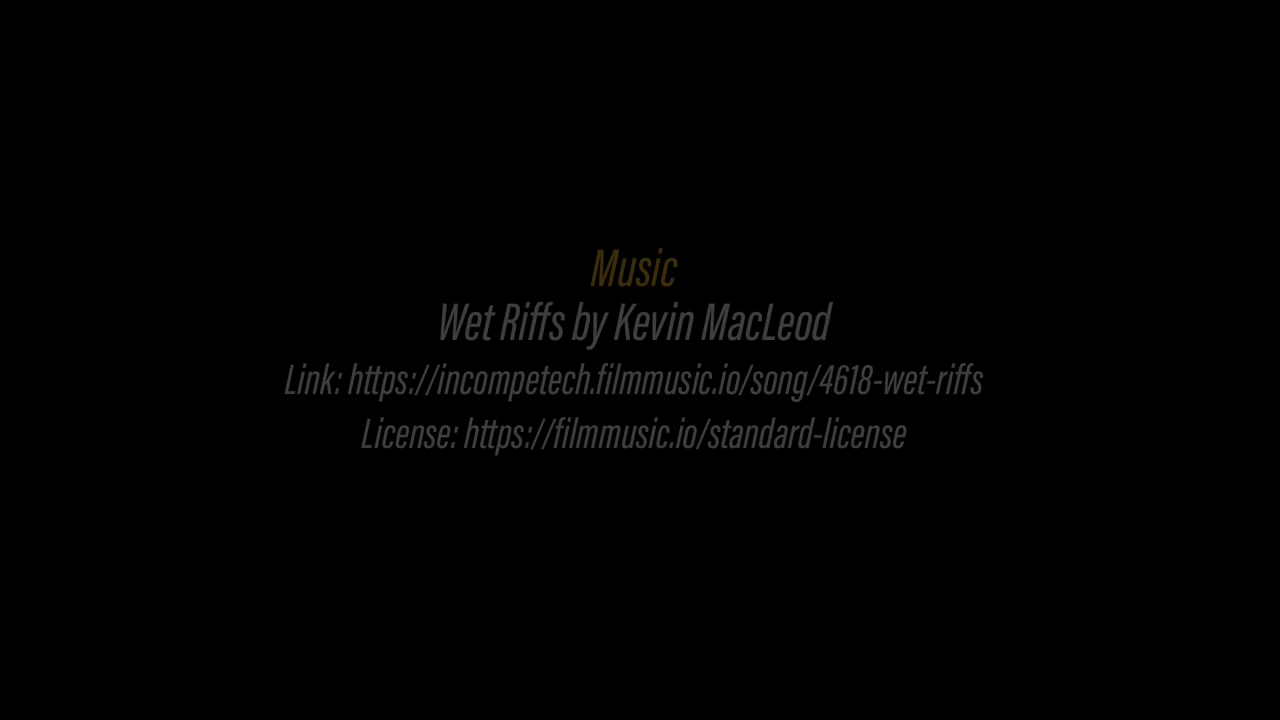 Music
Wet Riffs by Kevin MacLeod
Link: https://incompetech.filmmusic.io/song/4618-wet-riffs
License: https://filmmusic.io/standard-license